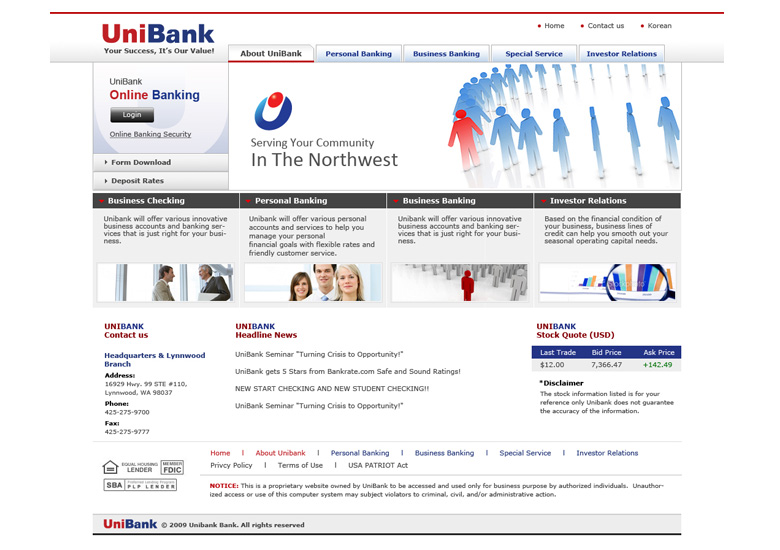 UniBank
Your Success, It's Our Value!
Home
Contact us
Korean
About UniBank
Personal Banking
Business Banking
Special Service
Investor Relations
UniBank
Online Banking
Login
Online Banking Security
Form Download
Deposit Rates
Serving Your Community
In The Northwest
Business Checking
Unibank will offer various innovative
business accounts and banking ser-
vices that is just right for your busi-
ness.
Personal Banking
Unibank will offer various personal
accounts and services to help you
manage your personal
financial goals with flexible rates and
friendly customer service.
Business Banking
Unibank will offer various innovative
business accounts and banking ser-
vices that is just right for your busi-
ness.
Investor Relations
Based on the financial condition of
your business, business lines of
credit can help you smooth out your
seasonal operating capital needs.
UNIBANK
Contact us
Headquarters & Lynnwood
Branch
Address:
16929 Hwy. 99 STE #110,
Lynnwood, WA 98037
Phone:
425-275-9700
Fax:
425-275-9777
UNIBANK
Headline News
UniBank Seminar "Turning Crisis to Opportunity!"
UniBank gets 5 Stars from Bankrate.com Safe and Sound Ratings!
NEW START CHECKING AND NEW STUDENT CHECKING!!
UniBank Seminar "Turning Crisis to Opportunity!"
UNIBANK
Stock Quote (USD)
Last Trade Bid Price Ask Price
$12.00 7,366.47 +142.49
*Disclaimer
The stock information listed is for your
reference only Unibank does not guarantee
the accuracy of the information.
EQUAL HOUSING
LENDER
MEMBER
FDIC
SBA
Preferred Lending Program
PLP LENDER
Home I About Unibank I Personal Banking I Business Banking I Special Service I Investor Relations
Privcy Policy I Terms of Use I USA PATRIOT Act
NOTICE: This is a proprietary website owned by UniBank to be accessed and used only for business purpose by authorized individuals. Unauthor-
ized access or use of this computer system may subject violators to criminal, civil, and/or administrative action.
UniBank © 2009 Unibank Bank. All rights reserved